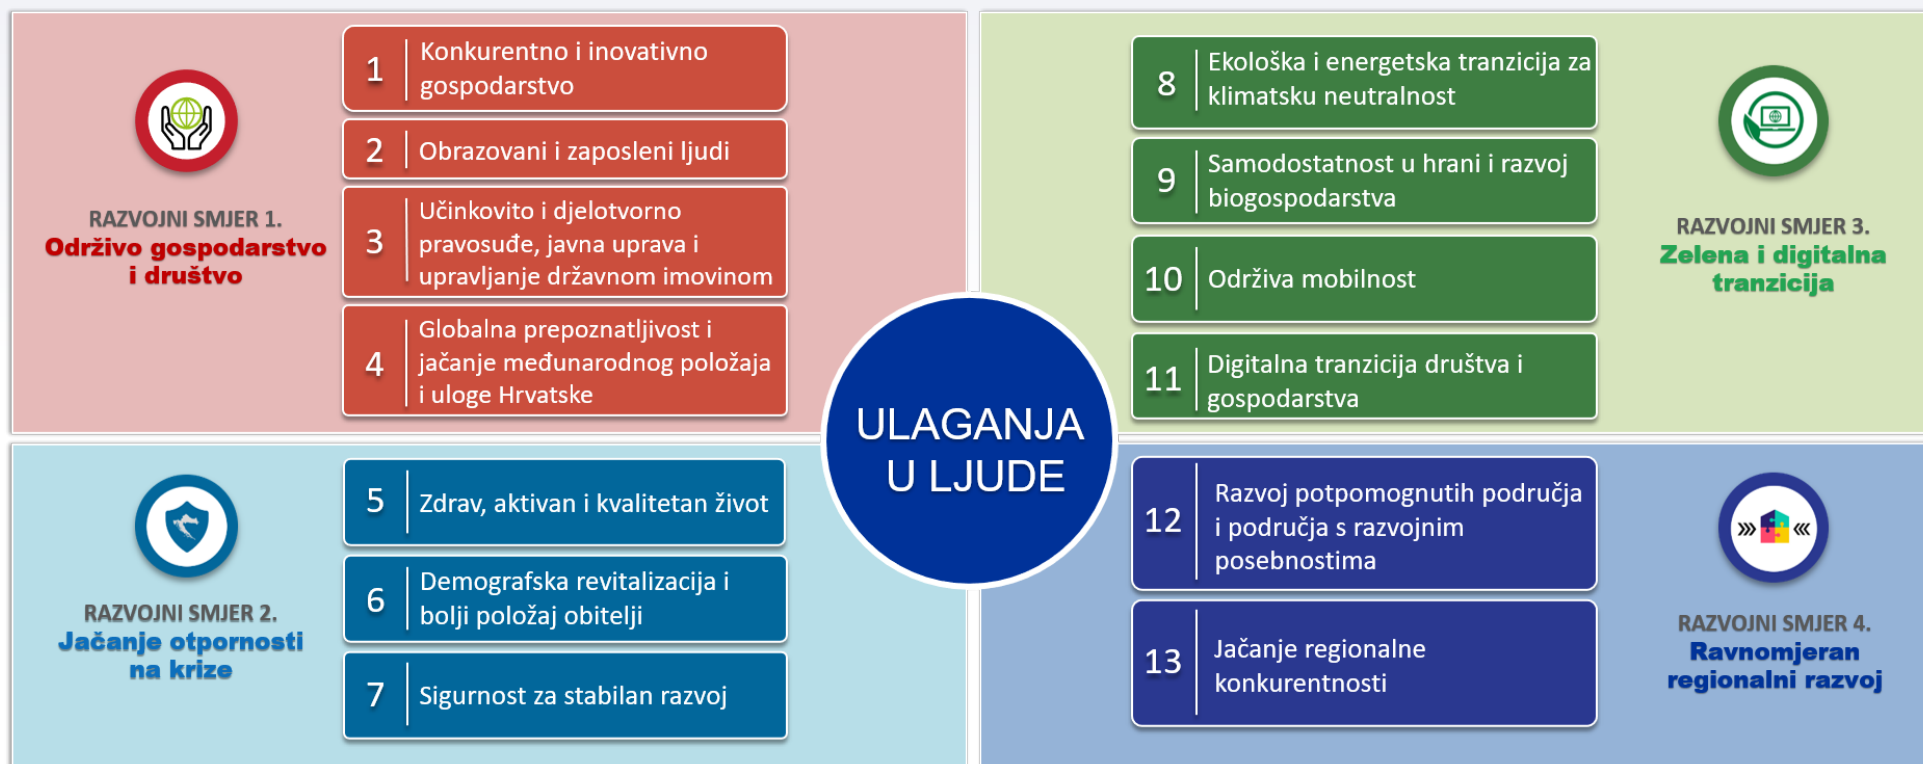 RAZVOJNI SMJER 1.
Održivo gospodarstvo
i društvo
1
Konkurentno i inovativno
gospodarstvo
2
Obrazovani i zaposleni ljudi
3
Učinkovito i djelotvorno
pravosuđe, javna uprava i
upravljanje državnom imovinom
4
Globalna prepoznatljivost i
jačanje međunarodnog položaja
i uloge Hrvatske
8
Ekološka i energetska tranzicija za
klimatsku neutralnost
9
Samodostatnost u hrani i razvoj
biogospodarstva
10
Održiva mobilnost
11
Digitalna tranzicija društva i
gospodarstva
RAZVOJNI SMJER 3.
Zelena i digitalna
tranzicija
ULAGANJA
U LJUDE
RAZVOJNI SMJER 2.
Jačanje otpornosti
na krize
5
Zdrav, aktivan i kvalitetan život
6
Demografska revitalizacija i
bolji položaj obitelji
7
Sigurnost za stabilan razvoj
12
Razvoj potpomognutih područja
i područja s razvojnim
posebnostima
13
Jačanje regionalne
konkurentnosti
RAZVOJNI SMJER 4.
Ravnomjeran
regionalni razvoj